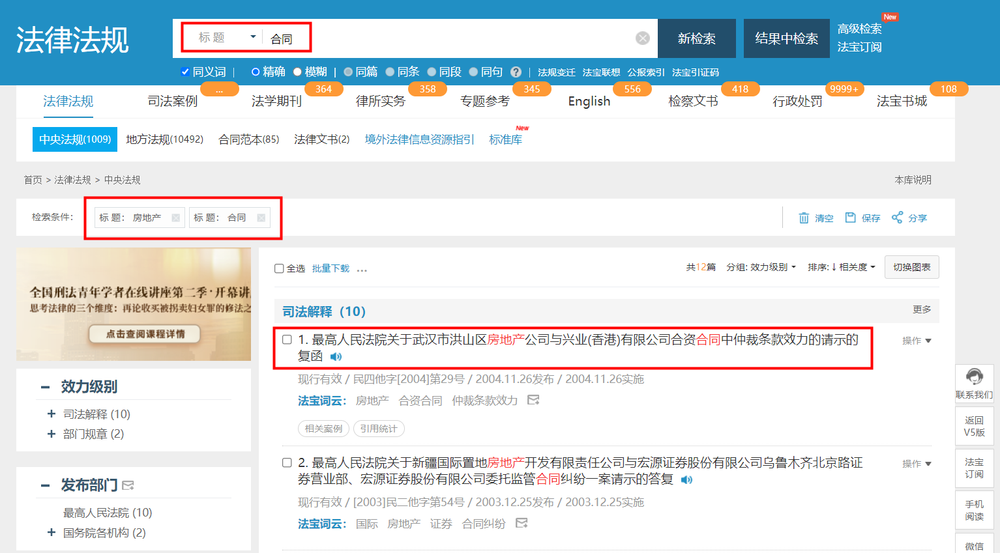 法律法规
标 题 合同
新检索
结果中检索
高级检索 New
法宝订阅
同义词 | 精确 模糊 | 同篇 同条 同段 同句 ? | 法规变迁 法宝联想 公报索引 法宝引证码
... 364 358 345 556 418 9999+ 108
法律法规 司法案例 法学期刊 律所实务 专题参考 English 检察文书 行政处罚 法宝书城
中央法规(1009) 地方法规(10492) 合同范本(85) 法律文书(2) 境外法律信息资源指引 标准库 New
首页 > 法律法规 > 中央法规
本库说明
检索条件: 标 题: 房地产 标 题: 合同
清空 保存 分享
全国刑法青年学者在线讲座第二季·开幕讲
思考法律的三个维度：再论收买被拐卖妇女罪的修法之
点击查阅课程详情
效力级别
司法解释 (10)
部门规章 (2)
发布部门
最高人民法院 (10)
国务院各机构 (2)
全选 批量下载 ...
共12篇 分组: 效力级别 排序:↓相关度 切换图表
司法解释（10）
更多
1. 最高人民法院关于武汉市洪山区房地产公司与兴业(香港)有限公司合资合同中仲裁条款效力的请示的
复函
操作
现行有效 / 民四他字[2004]第29号 / 2004.11.26发布 / 2004.11.26实施
法宝词云： 房地产 合资合同 仲裁条款效力
相关案例 引用统计
2. 最高人民法院关于新疆国际置地房地产开发有限责任公司与宏源证券股份有限公司乌鲁木齐北京路证
券营业部、宏源证券股份有限公司委托监管合同纠纷一案请示的答复
操作
现行有效 / [2003]民二他字第54号 / 2003.12.25发布 / 2003.12.25实施
法宝词云： 国际 房地产 证券 合同纠纷
联系我们
返回
V5版
法宝
订阅
手机
阅读
微信